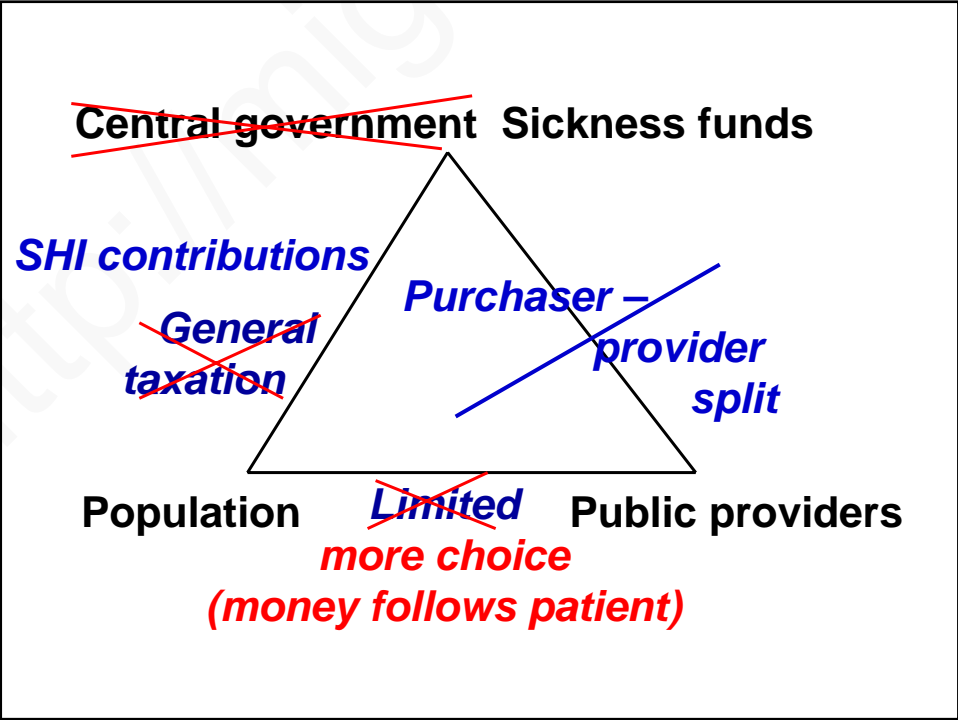 Central government Sickness funds
SHI contributions
Purchaser –
General
provider
taxation
split
Population Limited Public providers
more choice
(money follows patient)